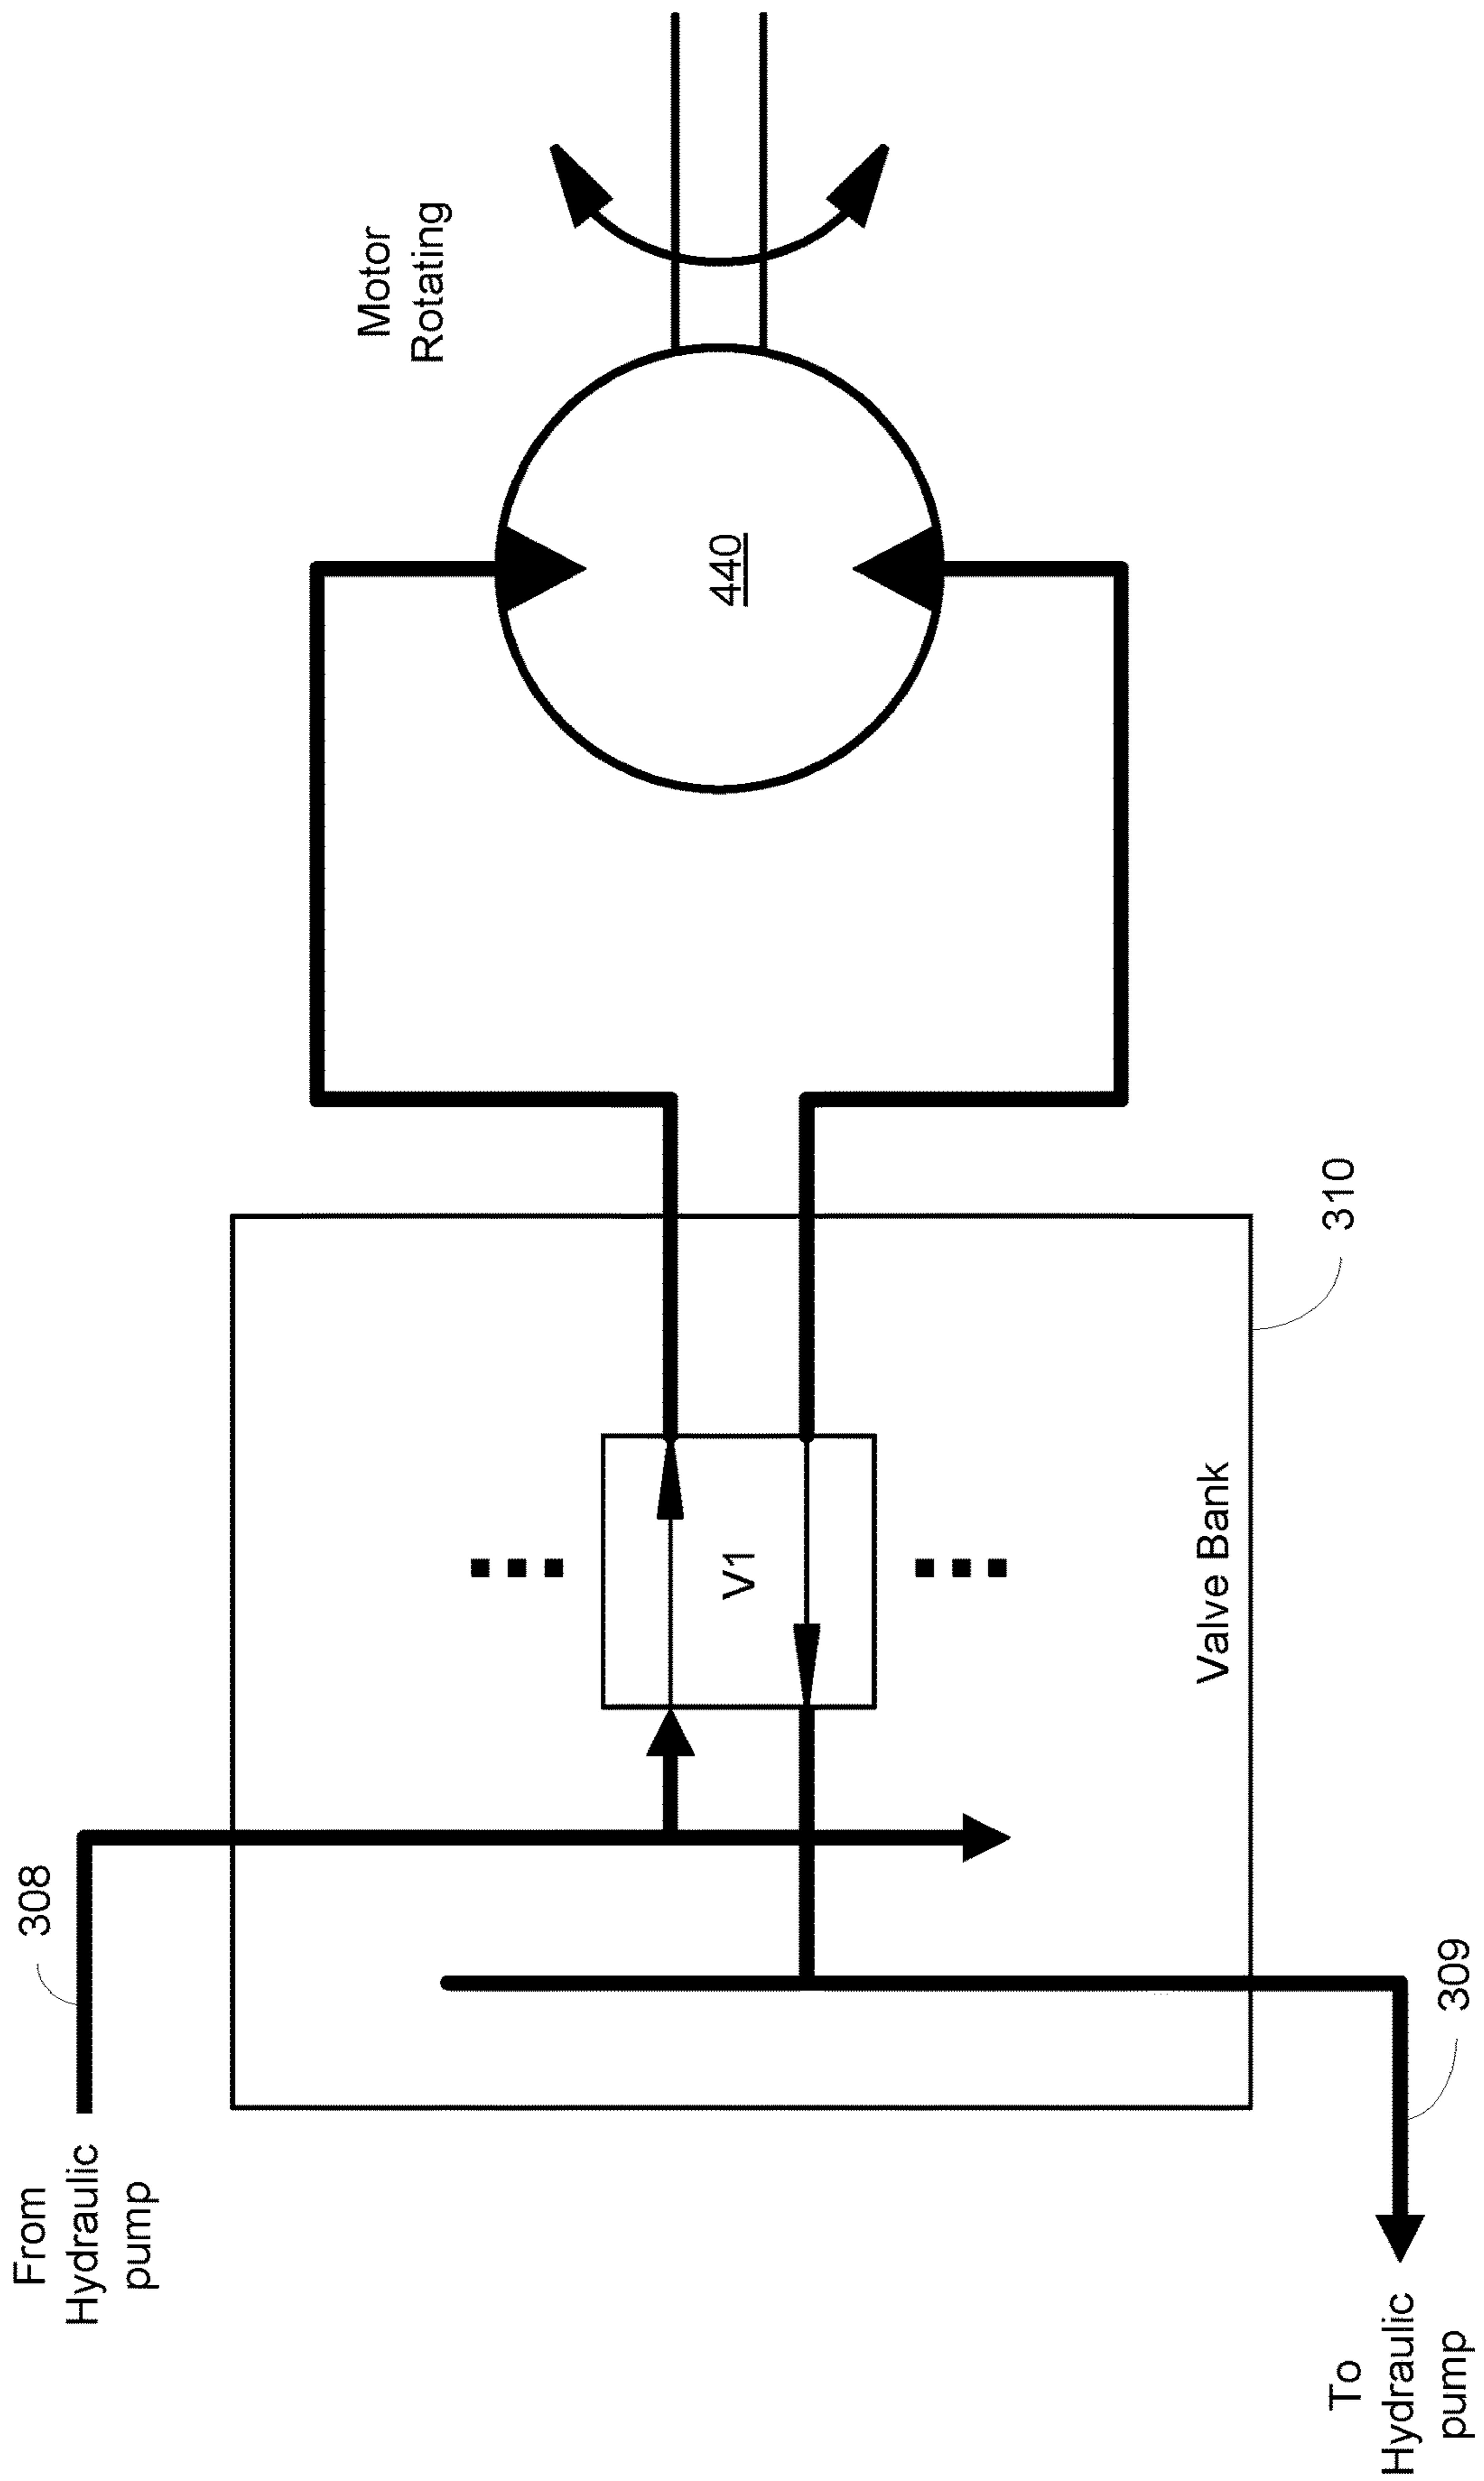 From
Hydraulic
pump
308
To
Hydraulic
pump
309
Valve Bank
310
V1
440
Motor
Rotating